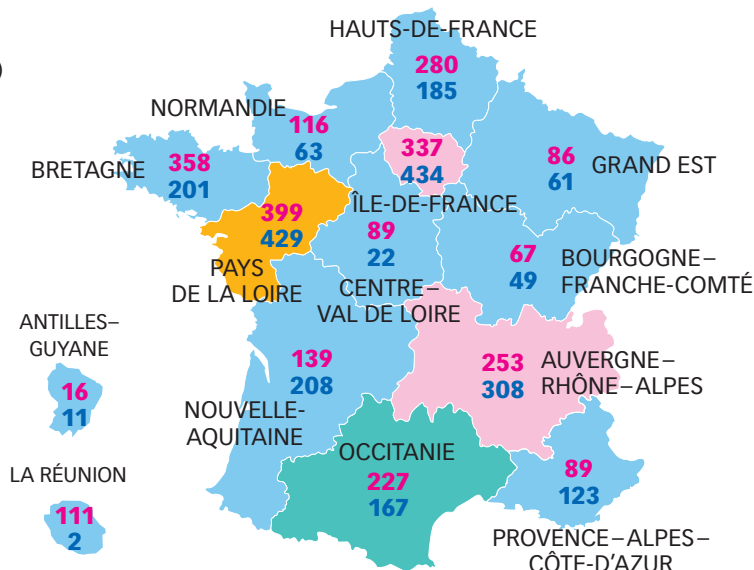 )
HAUTS-DE-FRANCE
280
185
NORMANDIE
116
63
337
434
ÎLE-DE-FRANCE
86
61
GRAND EST
BRETAGNE
358
201
399
429
PAYS
DE LA LOIRE
89
22
CENTRE–
VAL DE LOIRE
67
49
BOURGOGNE–
FRANCHE-COMTÉ
ANTILLES–
GUYANE
16
11
139
208
NOUVELLE-
AQUITAINE
253
308
AUVERGNE–
RHÔNE–ALPES
LA RÉUNION
111
2
OCCITANIE
227
167
89
123
PROVENCE–ALPES–
CÔTE-D'AZUR